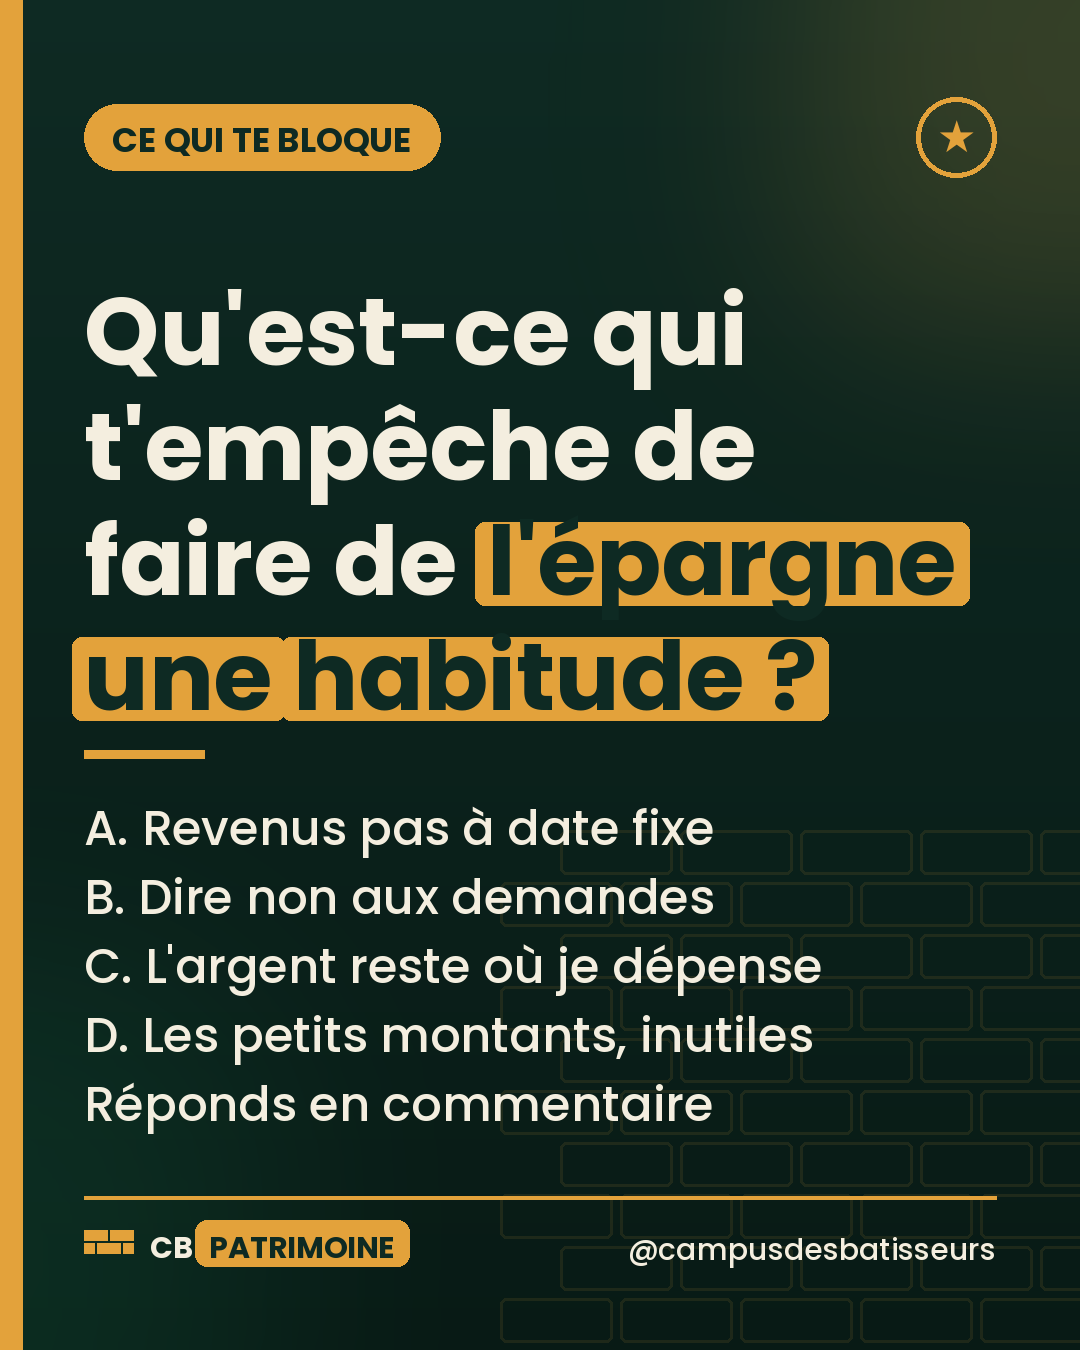 CE QUI TE BLOQUE
Qu'est-ce qui
t'empêche de
faire de l'épargne
une habitude ?
A. Revenus pas à date fixe
B. Dire non aux demandes
C. L'argent reste où je dépense
D. Les petits montants, inutiles
Réponds en commentaire
CB PATRIMOINE
@campusdesbatisseurs